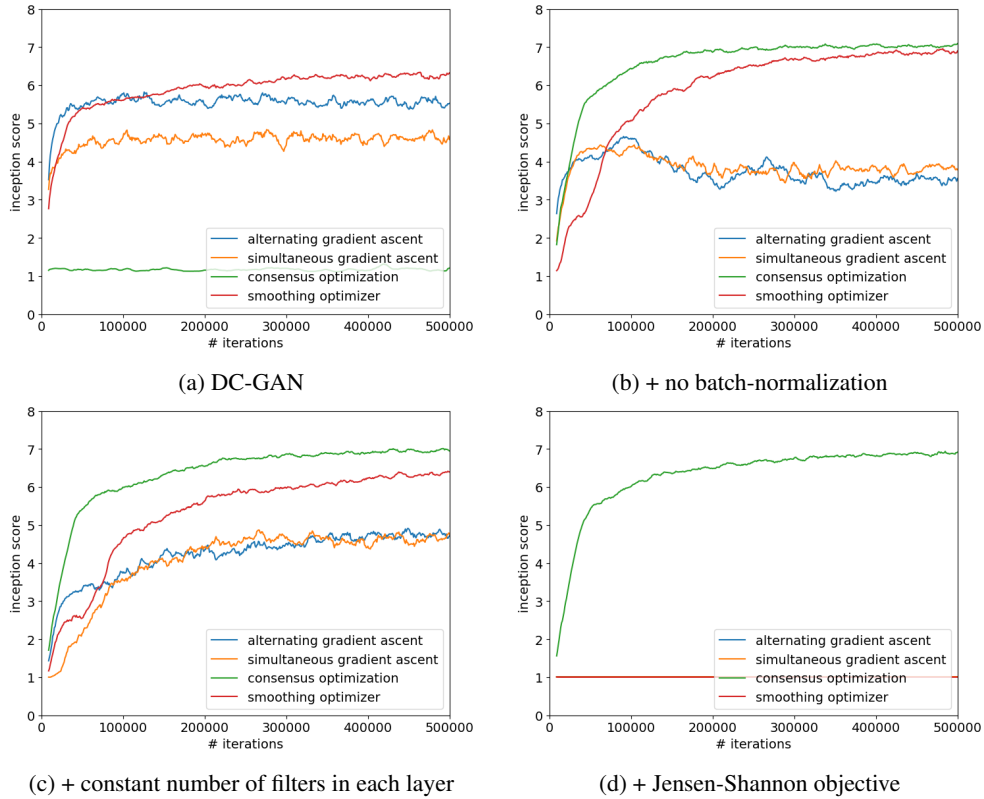 8
7
6
5
4
3
2
1
0
inception score
alternating gradient ascent
simultaneous gradient ascent
consensus optimization
smoothing optimizer
0 100000 200000 300000 400000 500000
# iterations
(a) DC-GAN
8
7
6
5
4
3
2
1
0
inception score
alternating gradient ascent
simultaneous gradient ascent
consensus optimization
smoothing optimizer
0 100000 200000 300000 400000 500000
# iterations
(b) + no batch-normalization
8
7
6
5
4
3
2
1
0
inception score
alternating gradient ascent
simultaneous gradient ascent
consensus optimization
smoothing optimizer
0 100000 200000 300000 400000 500000
# iterations
(c) + constant number of filters in each layer
8
7
6
5
4
3
2
1
0
inception score
alternating gradient ascent
simultaneous gradient ascent
consensus optimization
smoothing optimizer
0 100000 200000 300000 400000 500000
# iterations
(d) + Jensen-Shannon objective